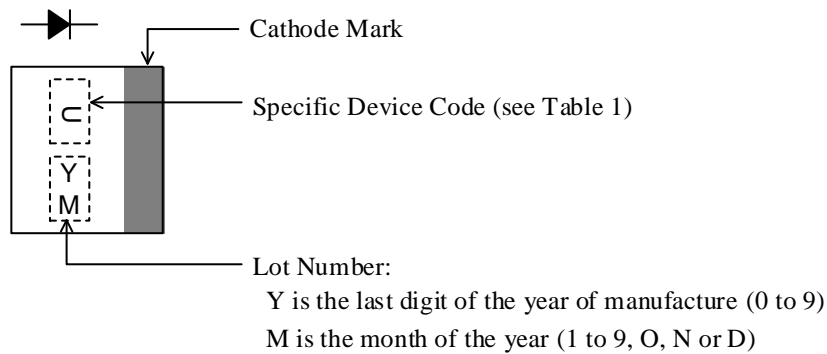 Cathode Mark
⊂
Specific Device Code (see Table 1)
Y
M
Lot Number:
Y is the last digit of the year of manufacture (0 to 9)
M is the month of the year (1 to 9, O, N or D)